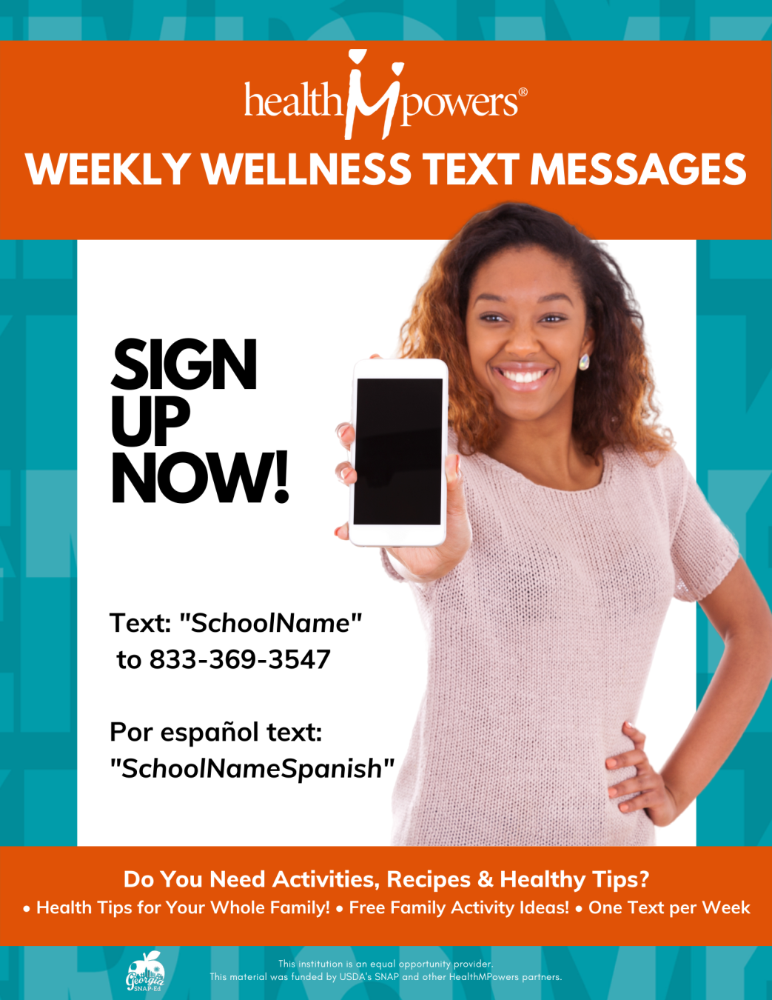 healthMpowers®
WEEKLY WELLNESS TEXT MESSAGES
SIGN
UP
NOW!
Text: "SchoolName"
to 833-369-3547
Por español text:
"SchoolNameSpanish"
Do You Need Activities, Recipes & Healthy Tips?
• Health Tips for Your Whole Family! • Free Family Activity Ideas! • One Text per Week
Georgia
SNAP-Ed
This institution is an equal opportunity provider.
This material was funded by USDA's SNAP and other HealthMPowers partners.